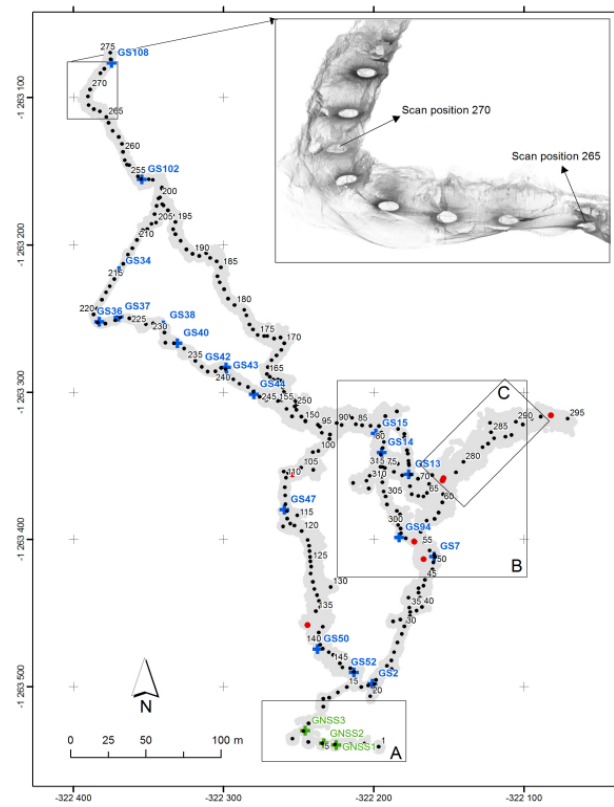 275
GS108
270
265
Scan position 270
Scan position 265
-1 263 100
260
GS102
255
200
205
195
210
-1 263 200
190
185
GS34
215
180
220
GS36
GS37
225
GS38
230
GS40
175
170
235
GS42
GS43
240
165
-1 263 300
GS44
245
155
250
150
95
90
85
GS15
80
C
290
295
285
280
100
GS14
315
75
GS13
310
70
65
305
60
105
110
GS47
115
120
300
GS94
55
-1 263 400
GS7
50
B
125
45
130
135
35
40
30
140
GS50
145
GS52
GS2
15
20
-1 263 500
N
GNSS3
GNSS2
5
GNSS1
1
A
0
25
50
100 m
-322 400
-322 300
-322 200
-322 100